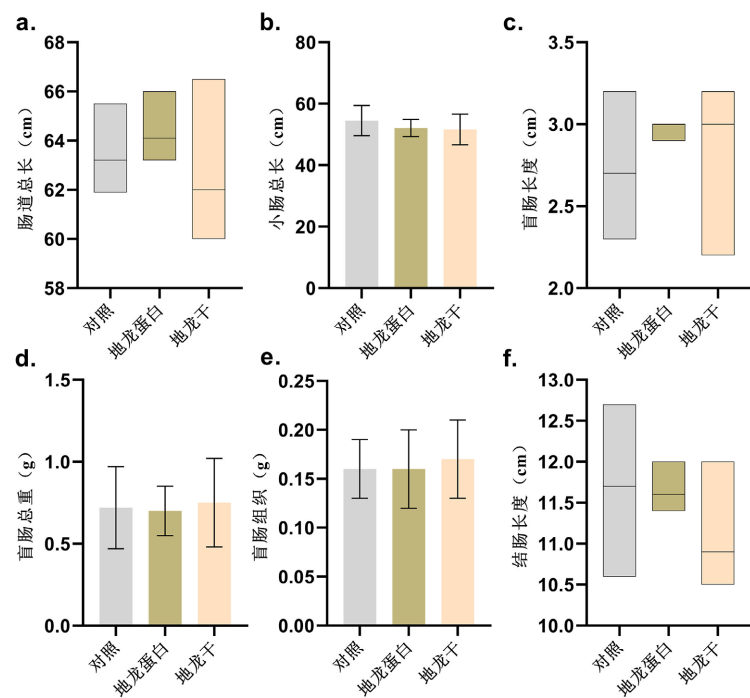 a.
肠道总长（cm）
68
66
64
62
60
58
对照
地龙蛋白
地龙干
b.
小肠总长（cm）
80
60
40
20
0
对照
地龙蛋白
地龙干
c.
盲肠长度（cm）
3.5
3.0
2.5
2.0
对照
地龙蛋白
地龙干
d.
盲肠总重（g）
1.5
1.0
0.5
0.0
对照
地龙蛋白
地龙干
e.
盲肠组织（g）
0.25
0.20
0.15
0.10
0.05
0.00
对照
地龙蛋白
地龙干
f.
结肠长度（cm）
13.0
12.5
12.0
11.5
11.0
10.5
10.0
对照
地龙蛋白
地龙干